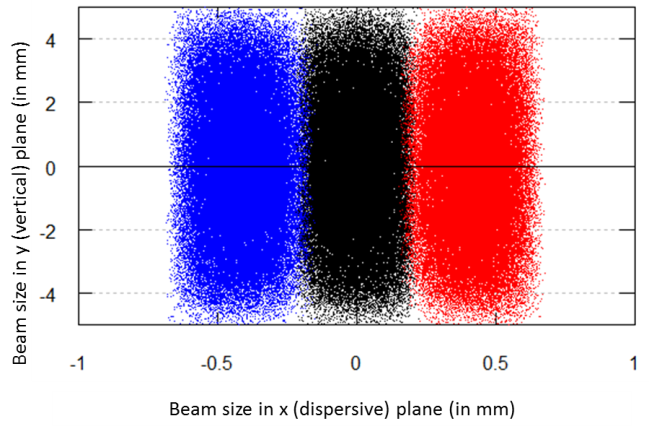 Beam size in y (vertical) plane (in mm)
4
2
0
-2
-4
-1 -0.5 0 0.5 1
Beam size in x (dispersive) plane (in mm)